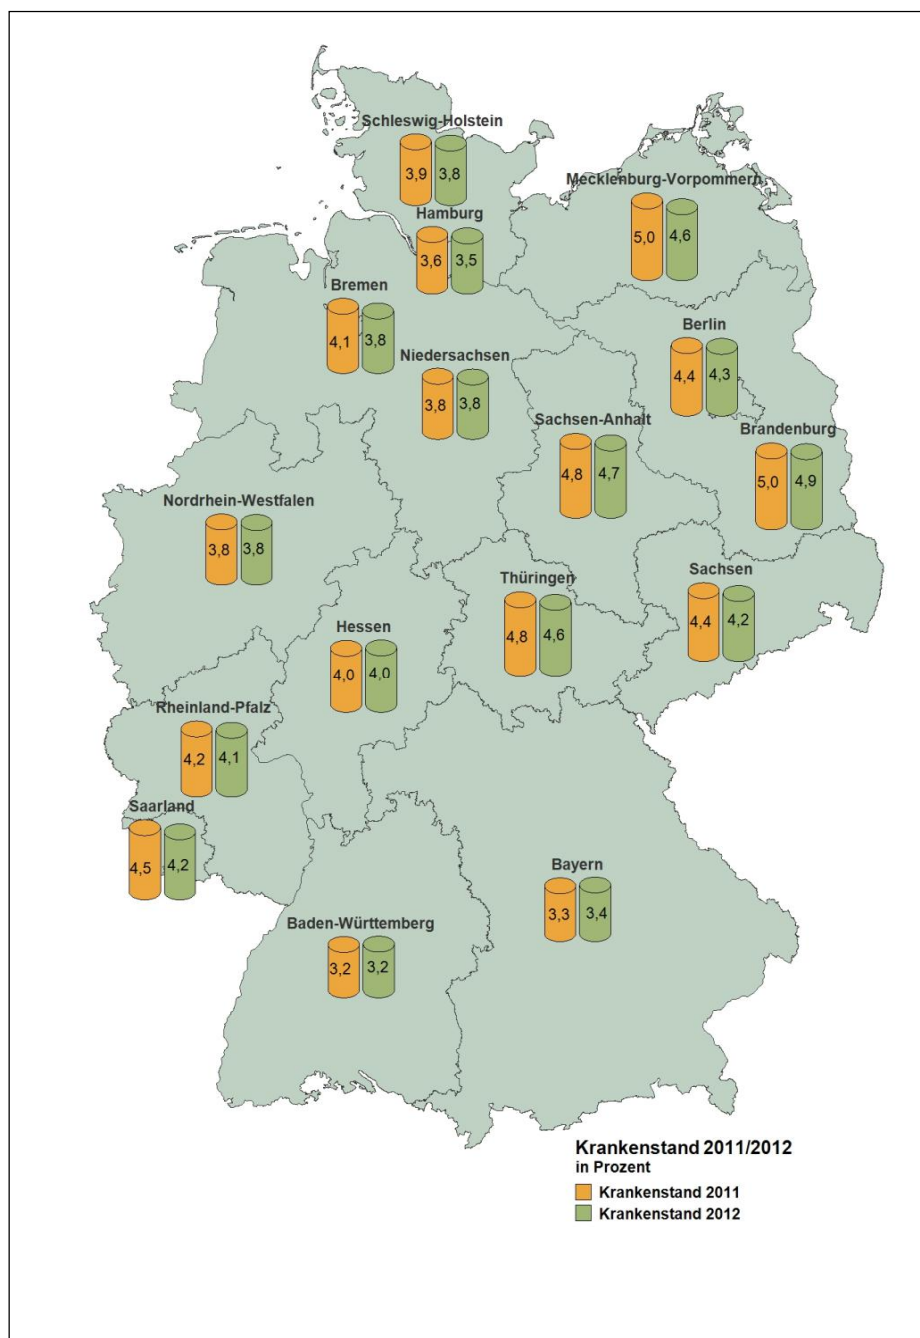 Schleswig-Holstein
3,9 3,8
Mecklenburg-Vorpommern
5,0 4,6
Hamburg
3,6 3,5
Bremen
4,1 3,8
Berlin
4,4 4,3
Niedersachsen
3,8 3,8
Sachsen-Anhalt
4,8 4,7
Brandenburg
5,0 4,9
Nordrhein-Westfalen
3,8 3,8
Thüringen
4,8 4,6
Sachsen
4,4 4,2
Hessen
4,0 4,0
Rheinland-Pfalz
4,2 4,1
Saarland
4,5 4,2
Bayern
3,3 3,4
Baden-Württemberg
3,2 3,2
Krankenstand 2011/2012
in Prozent
Krankenstand 2011
Krankenstand 2012